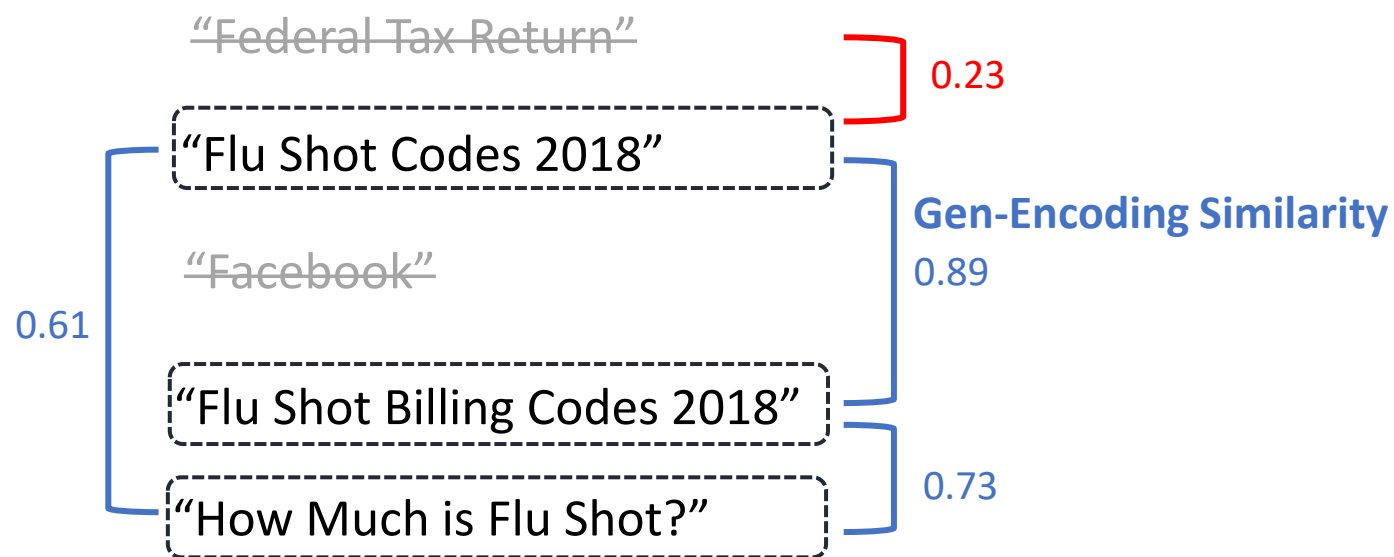 “Federal Tax Return”
0.23
“Flu Shot Codes 2018”
Gen-Encoding Similarity
“Facebook”
0.89
0.61
“Flu Shot Billing Codes 2018”
0.73
“How Much is Flu Shot?”